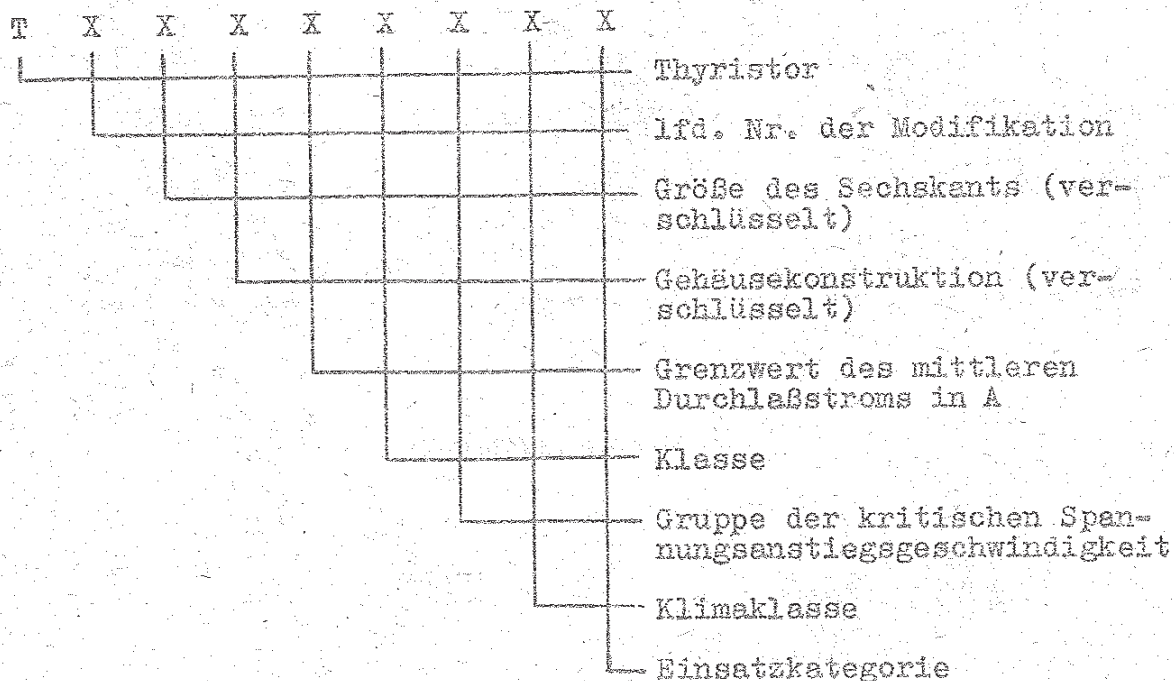 T X X X X X X X X
Thyristor
lfd. Nr. der Modifikation
Größe des Sechskants (ver-
schlüsselt)
Gehäusekonstruktion (ver-
schlüsselt)
Grenzwert des mittleren
Durchlaßstroms in A
Klasse
Gruppe der kritischen Span-
nungsanstiegsgeschwindigkeit
Klimaklasse
Einsatzkategorie